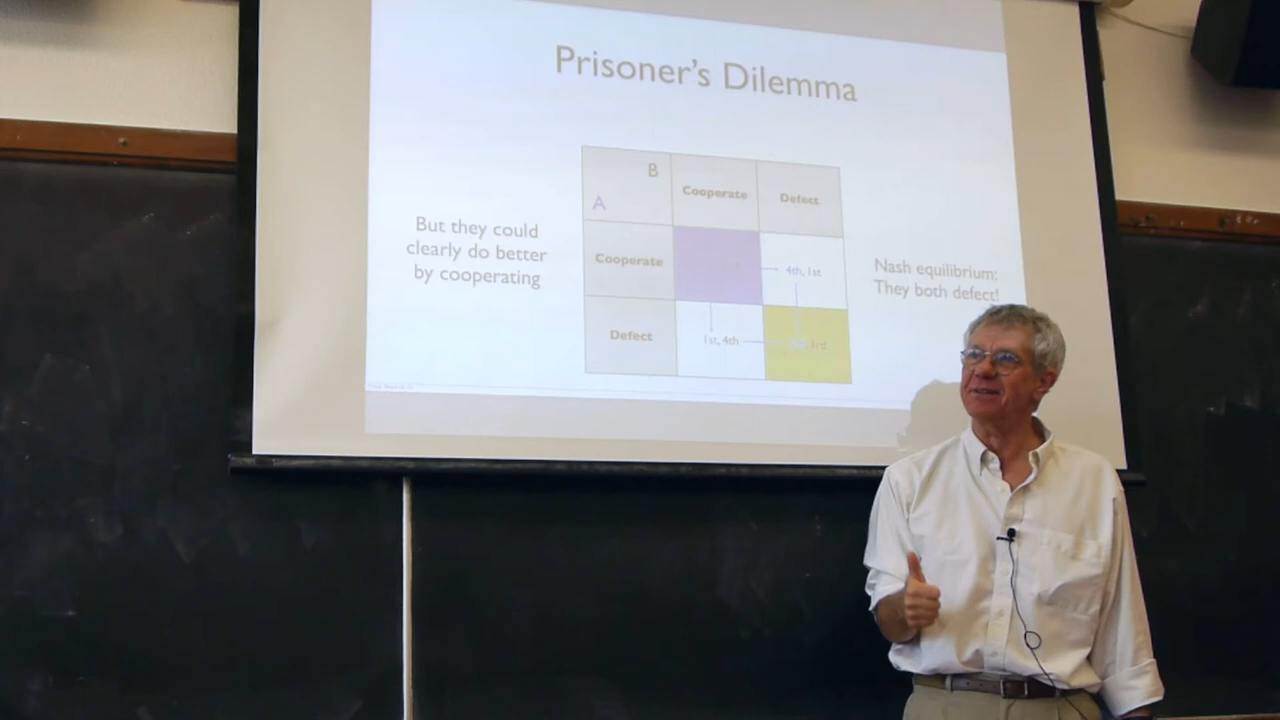 Prisoner's Dilemma
B
A
Cooperate
Defect
But they could
clearly do better
by cooperating
Cooperate
4th, 1st
Nash equilibrium:
They both defect!
Defect
1st, 4th
3rd